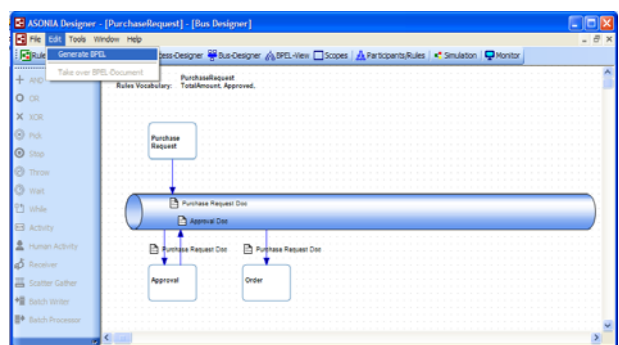 ASONIA Designer - [PurchaseRequest] - [Bus Designer]
File Edit Tools Window Help
Rule ess-Designer Bus-Designer BPEL-View Scopes Participants,Rules Simulation Monitor
Generate BPEL
Take over BPEL-Document
PurchaseRequest
Rules Vocabulary: TotalAmount, Approved,
AND
OR
XOR
Pick
Stop
Throw
Wait
While
Activity
Human Activity
Receiver
Scatter Gather
Batch Writer
Batch Processor
Purchase
Request
Purchase Request Doc
Approval Doc
Purchase Request Doc Purchase Request Doc
Approval Order